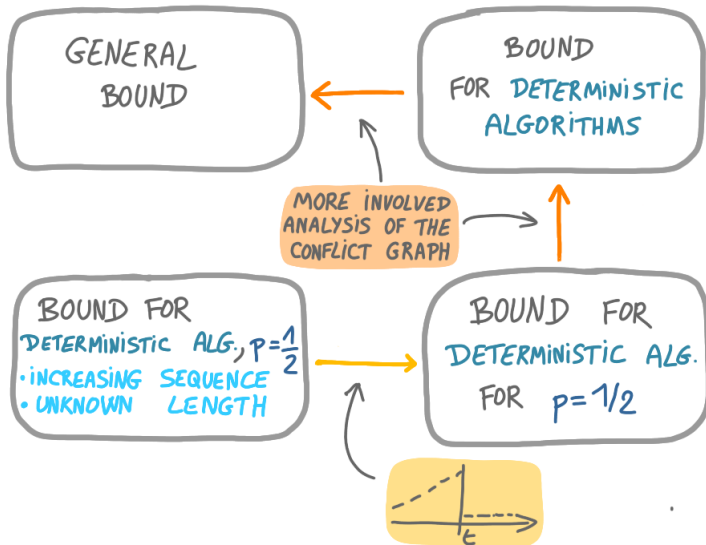 GENERAL
BOUND
BOUND
FOR DETERMINISTIC
ALGORITHMS
MORE INVOLVED
ANALYSIS OF THE
CONFLICT GRAPH
BOUND FOR
DETERMINISTIC ALG., p=1/2
• INCREASING SEQUENCE
• UNKNOWN LENGTH
BOUND FOR
DETERMINISTIC ALG.
FOR p=1/2
t